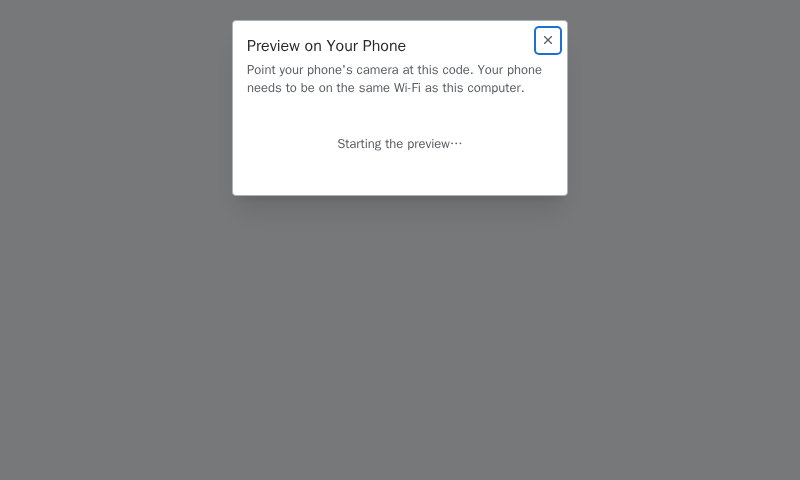 Preview on Your Phone
Point your phone's camera at this code. Your phone
needs to be on the same Wi-Fi as this computer.
Starting the preview⋯